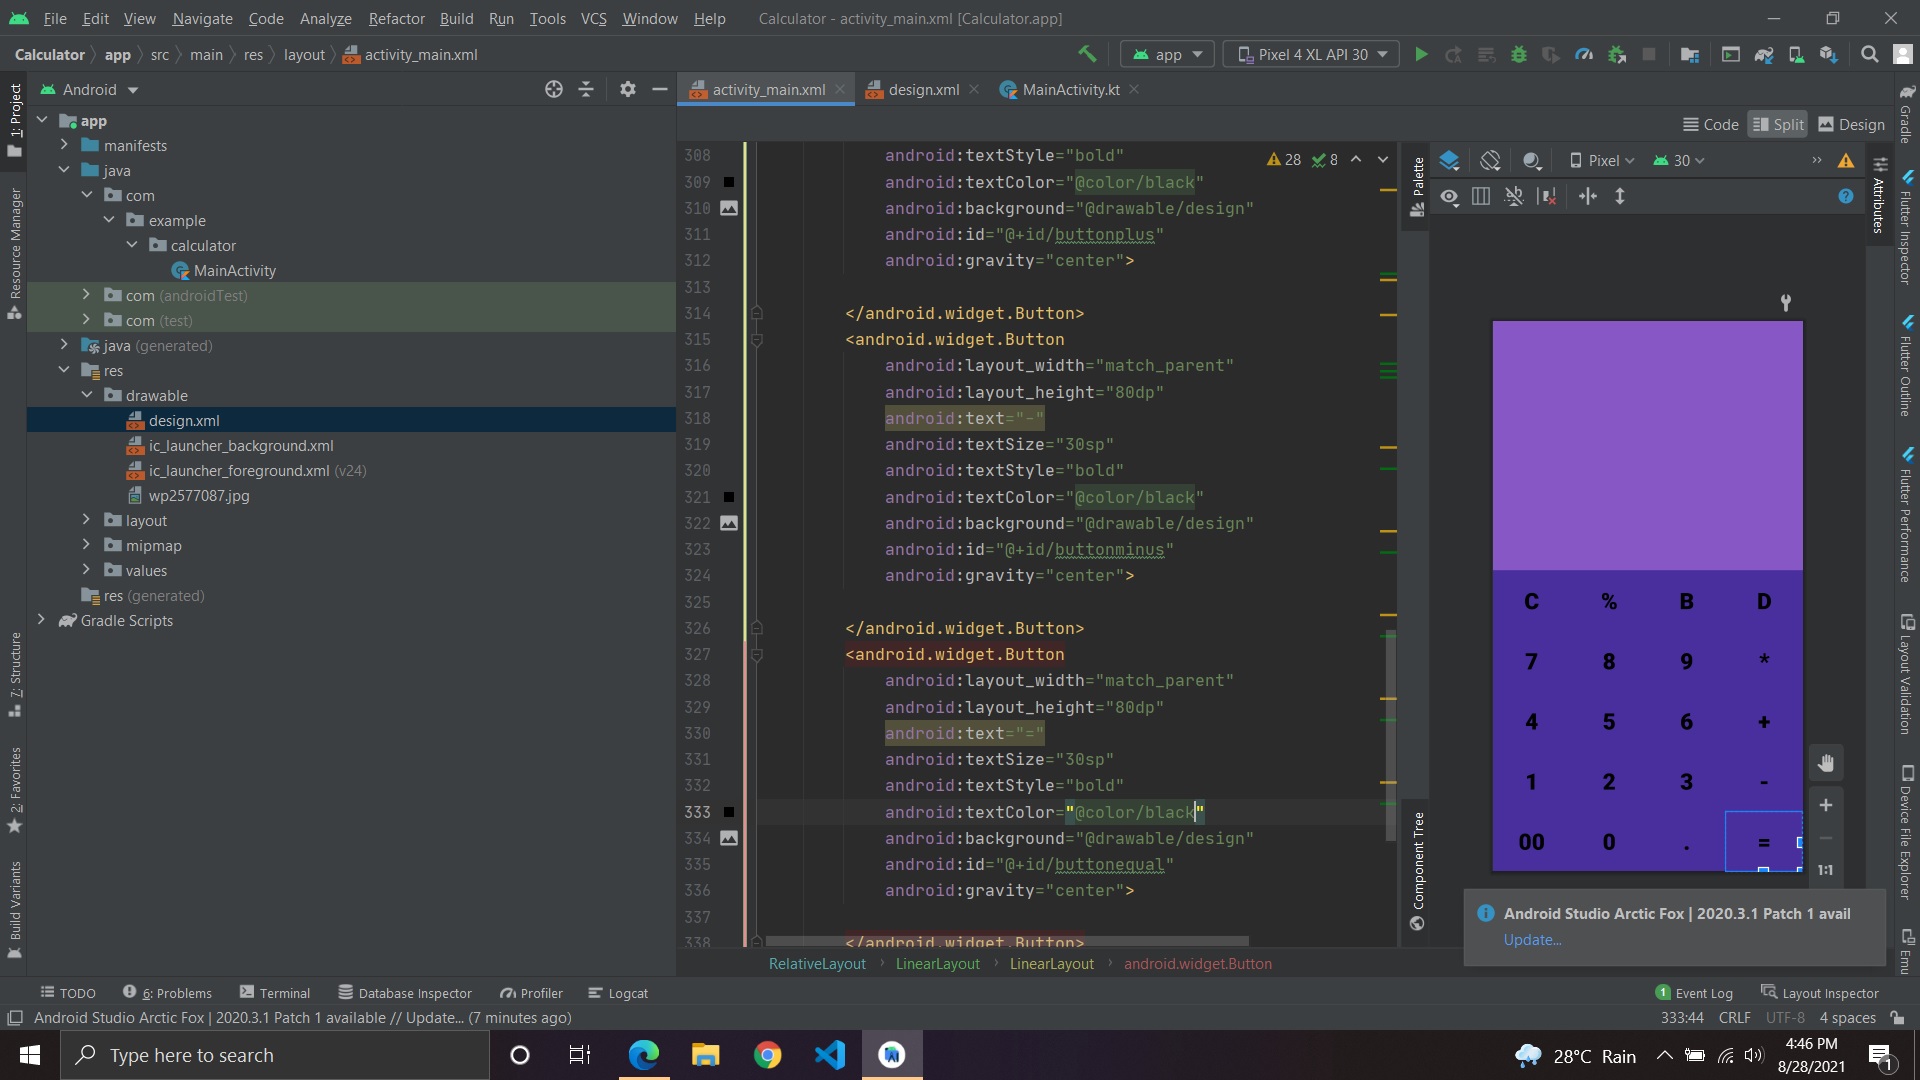 File Edit View Navigate Code Analyze Refactor Build Run Tools VCS Window Help Calculator - activity_main.xml [Calculator.app]
Calculator app src main res layout activity_main.xml app Pixel 4 XL API 30
Android
activity_main.xml design.xml MainActivity.kt
Code Split Design
1: Project
Resource Manager
7: Structure
2: Favorites
Build Variants
app
manifests
java
com
example
calculator
MainActivity
com (androidTest)
com (test)
java (generated)
res
drawable
design.xml
ic_launcher_background.xml
ic_launcher_foreground.xml (v24)
wp2577087.jpg
layout
mipmap
values
res (generated)
Gradle Scripts
308 android:textStyle="bold"
309 android:textColor="@color/black"
310 android:background="@drawable/design"
311 android:id="@+id/buttonplus"
312 android:gravity="center">
313
314 </android.widget.Button>
315 <android.widget.Button
316 android:layout_width="match_parent"
317 android:layout_height="80dp"
318 android:text="-"
319 android:textSize="30sp"
320 android:textStyle="bold"
321 android:textColor="@color/black"
322 android:background="@drawable/design"
323 android:id="@+id/buttonminus"
324 android:gravity="center">
325
326 </android.widget.Button>
327 <android.widget.Button
328 android:layout_width="match_parent"
329 android:layout_height="80dp"
330 android:text="="
331 android:textSize="30sp"
332 android:textStyle="bold"
333 android:textColor="@color/black"
334 android:background="@drawable/design"
335 android:id="@+id/buttonequal"
336 android:gravity="center">
337
338 </android.widget.Button>
28 8
RelativeLayout LinearLayout LinearLayout android.widget.Button
Palette
Component Tree
Pixel 30
?
C % B D
7 8 9 *
4 5 6 +
1 2 3 -
00 0 . =
1:1
Attributes
Gradle
Flutter Inspector
Flutter Outline
Flutter Performance
Layout Validation
Device File Explorer
Emu
Android Studio Arctic Fox | 2020.3.1 Patch 1 avail
Update...
TODO 6: Problems Terminal Database Inspector Profiler Logcat 1 Event Log Layout Inspector
Android Studio Arctic Fox | 2020.3.1 Patch 1 available // Update... (7 minutes ago) 333:44 CRLF UTF-8 4 spaces
Type here to search 28°C Rain 4:46 PM
8/28/2021
1